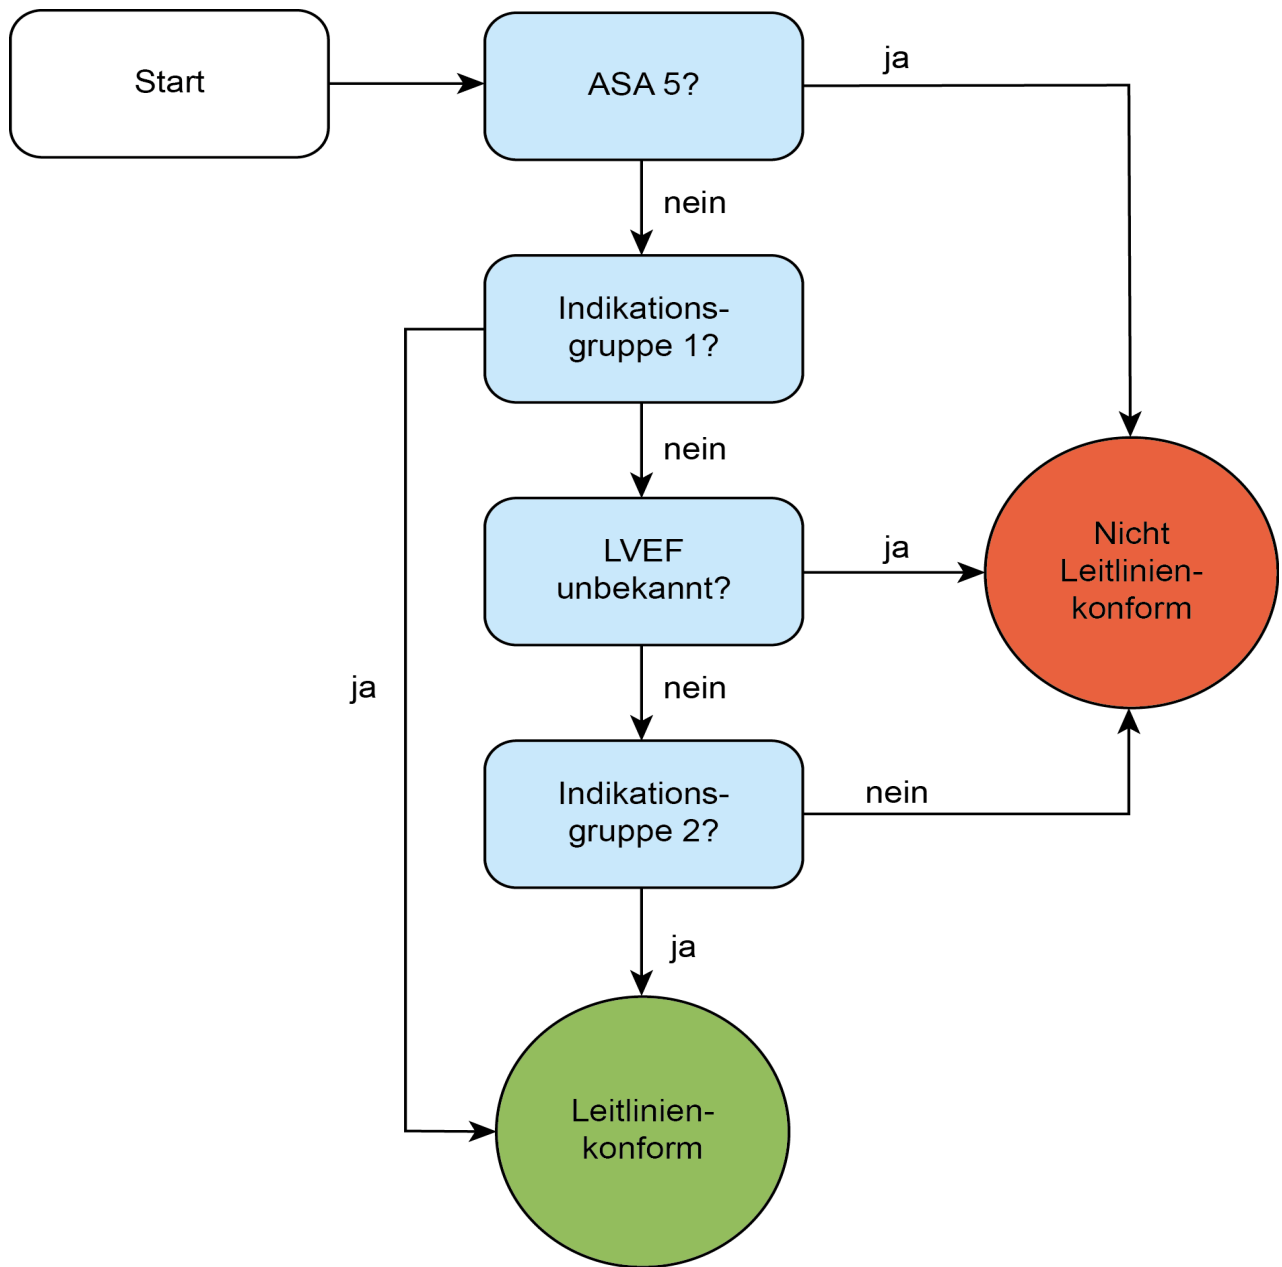 Start
ASA 5?
ja
nein
Indikations-
gruppe 1?
nein
LVEF
unbekannt?
ja
Nicht
Leitlinien-
konform
ja
nein
Indikations-
gruppe 2?
nein
ja
Leitlinien-
konform